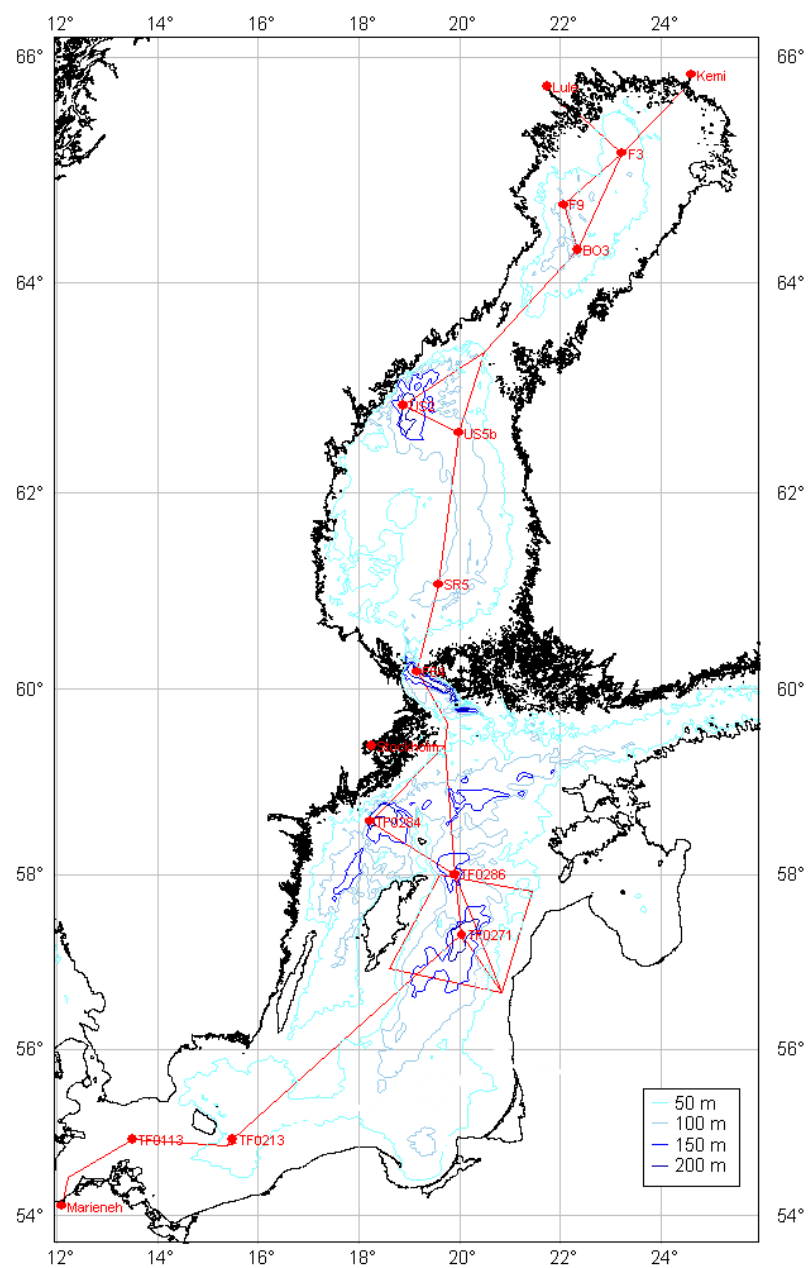 12° 14° 16° 18° 20° 22° 24°
66° 66°
Kemi
Lule
F3
F9
BO3
64° 64°
US5b
62° 62°
SR5
60° 60°
Stockholm
TF0284
58° 58°
TF0286
TF0271
56° 56°
50 m
100 m
150 m
200 m
TF0113 TF0213
Marieneh
54° 54°
12° 14° 16° 18° 20° 22° 24°